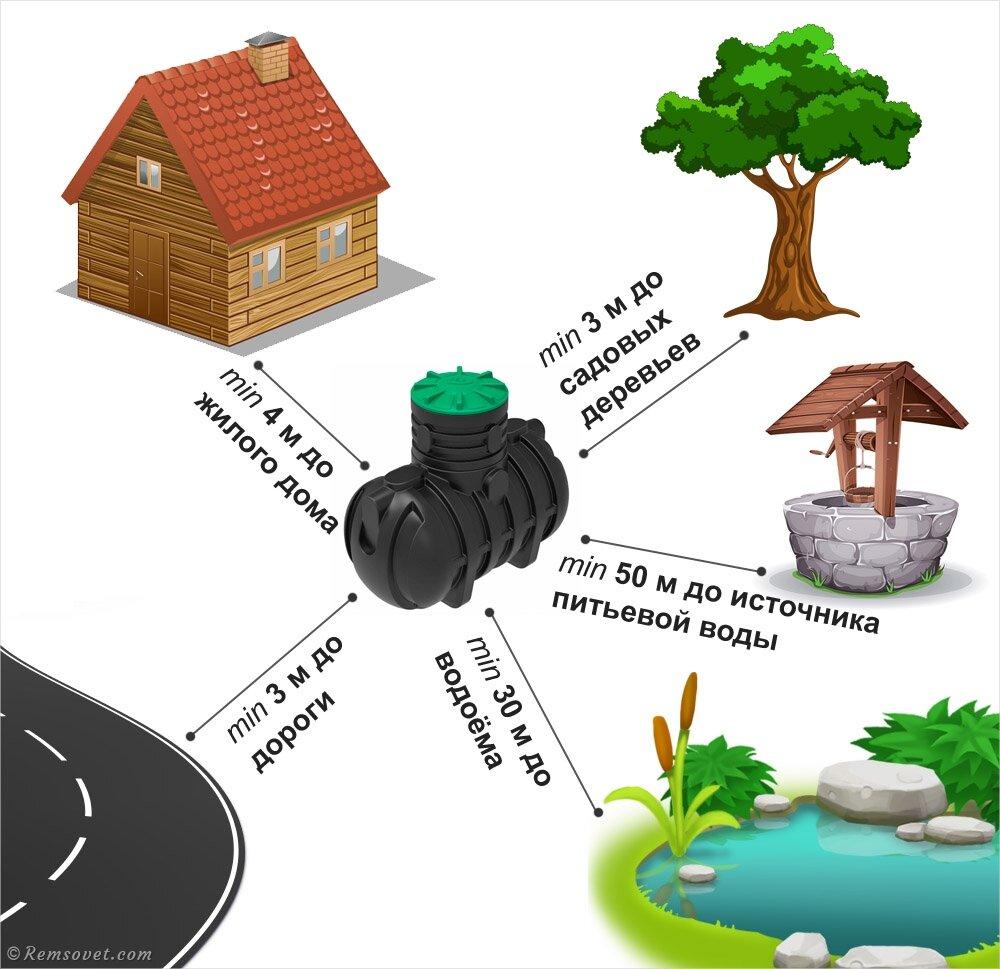 min 4 м до
жилого дома
min 3 м до
садовых
деревьев
min 50 м до источника
питьевой воды
min 3 м до
дороги
min 30 м до
водоёма
© Remsovet.com